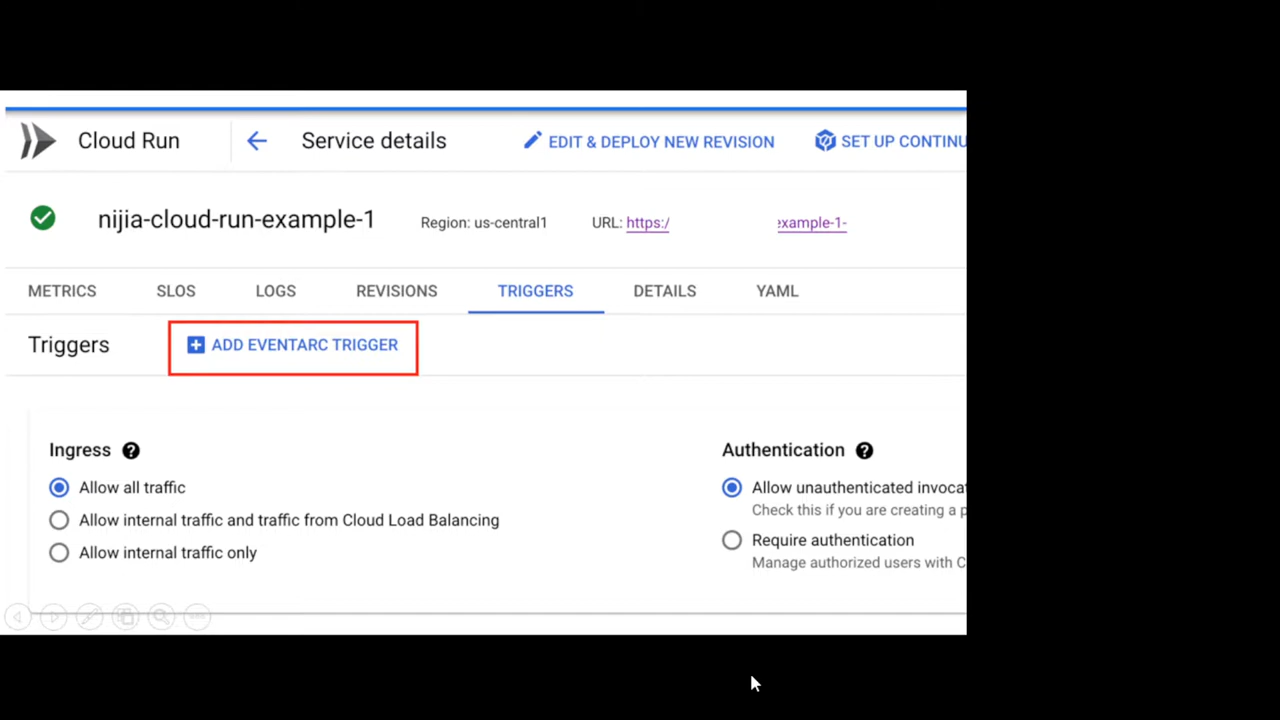 Cloud Run Service details EDIT & DEPLOY NEW REVISION SET UP CONTINU
nijia-cloud-run-example-1 Region: us-central1 URL: https:/ example-1-
METRICS SLOS LOGS REVISIONS TRIGGERS DETAILS YAML
Triggers ADD EVENTARC TRIGGER
Ingress
Allow all traffic
Allow internal traffic and traffic from Cloud Load Balancing
Allow internal traffic only
Authentication
Allow unauthenticated invocat
Check this if you are creating a p
Require authentication
Manage authorized users with C